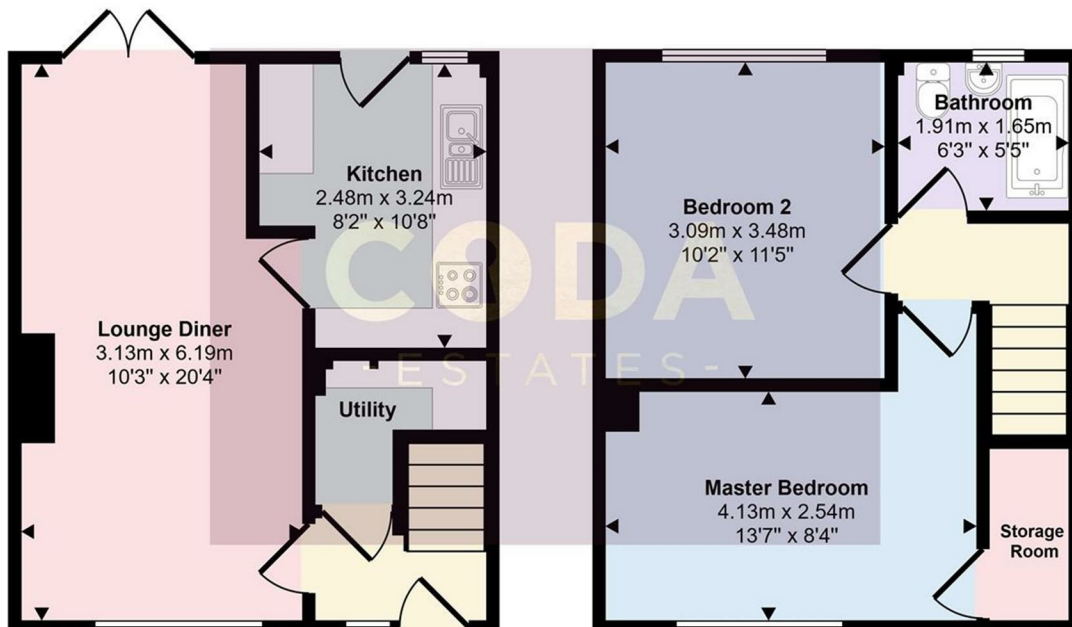 Kitchen
2.48m x 3.24m
8'2" x 10'8"
Lounge Diner
3.13m x 6.19m
10'3" x 20'4"
Utility
Bathroom
1.91m x 1.65m
6'3" x 5'5"
Bedroom 2
3.09m x 3.48m
10'2" x 11'5"
Master Bedroom
4.13m x 2.54m
13'7" x 8'4"
Storage
Room
CODA
-ESTATES-